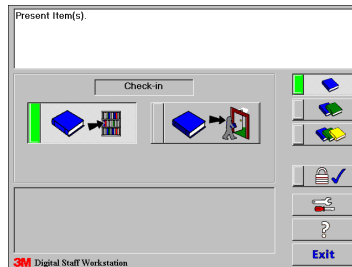 Present Item(s).
Check-in
?
Exit
3M Digital Staff Workstation